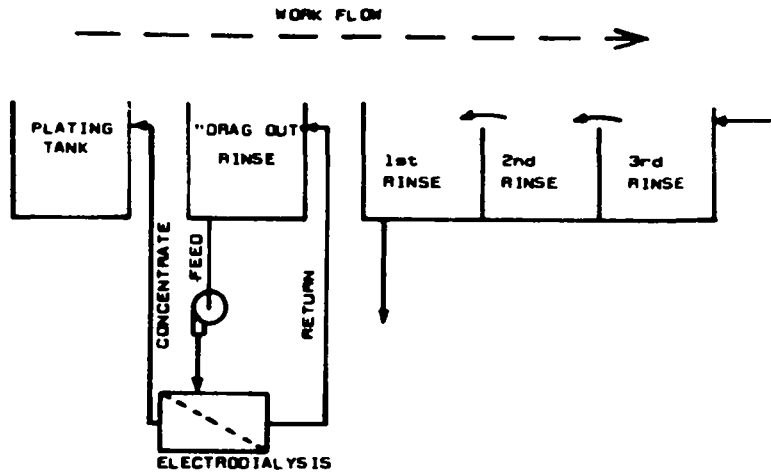 WORK FLOW
PLATING
TANK
"DRAG OUT
RINSE
1st
RINSE
2nd
RINSE
3rd
RINSE
CONCENTRATE
FEED
RETURN
ELECTRODIALYSIS